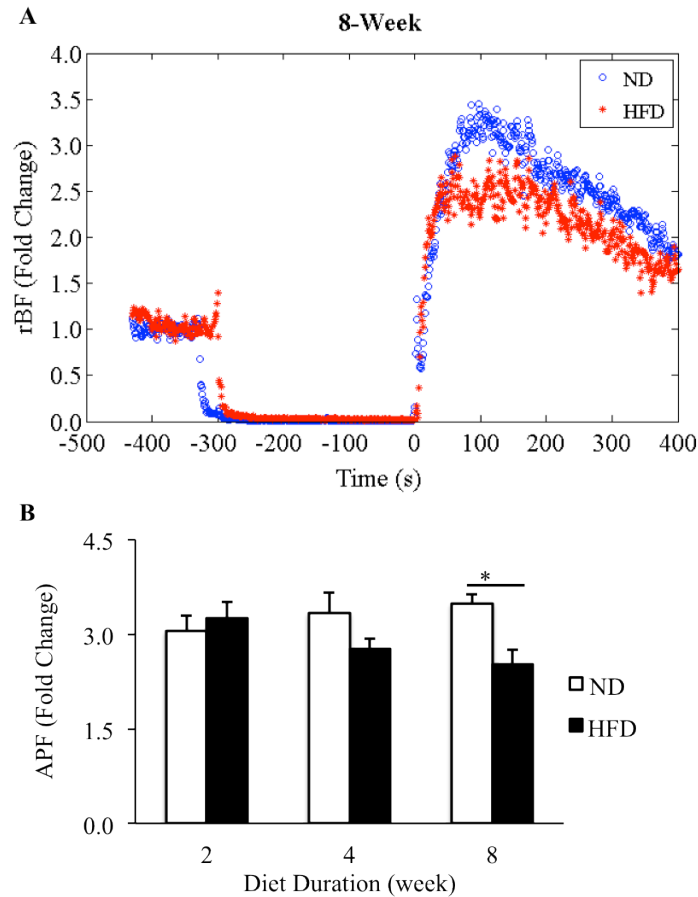 A
8-Week
rBF (Fold Change)
4.0
3.5
3.0
2.5
2.0
1.5
1.0
0.5
0.0
ND
HFD
-500 -400 -300 -200 -100 0 100 200 300 400
Time (s)
B
APF (Fold Change)
4.5
3.0
1.5
0.0
*
ND
HFD
2 4 8
Diet Duration (week)